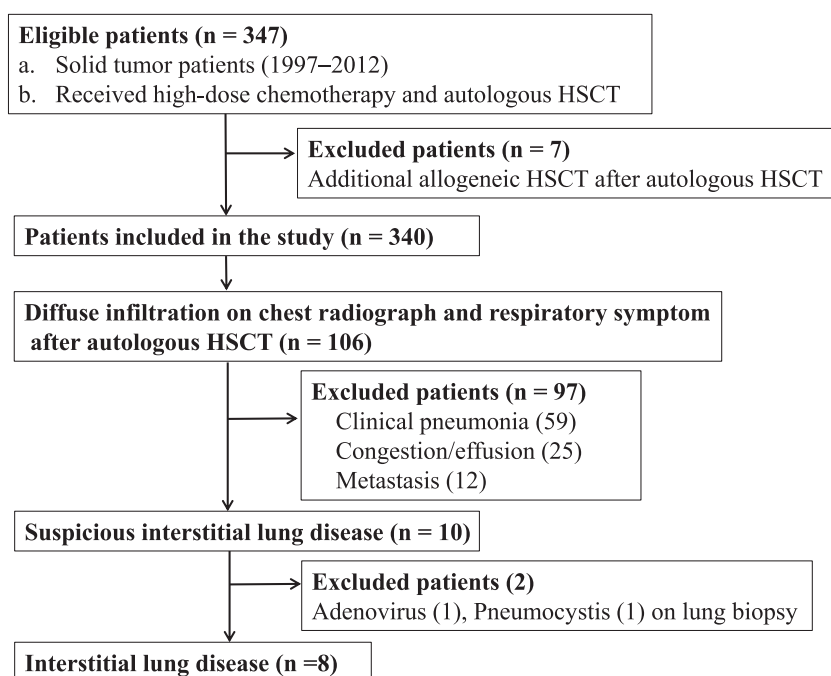 Eligible patients (n = 347)
a. Solid tumor patients (1997–2012)
b. Received high-dose chemotherapy and autologous HSCT
Excluded patients (n = 7)
Additional allogeneic HSCT after autologous HSCT
Patients included in the study (n = 340)
Diffuse infiltration on chest radiograph and respiratory symptom
after autologous HSCT (n = 106)
Excluded patients (n = 97)
Clinical pneumonia (59)
Congestion/effusion (25)
Metastasis (12)
Suspicious interstitial lung disease (n = 10)
Excluded patients (2)
Adenovirus (1), Pneumocystis (1) on lung biopsy
Interstitial lung disease (n =8)